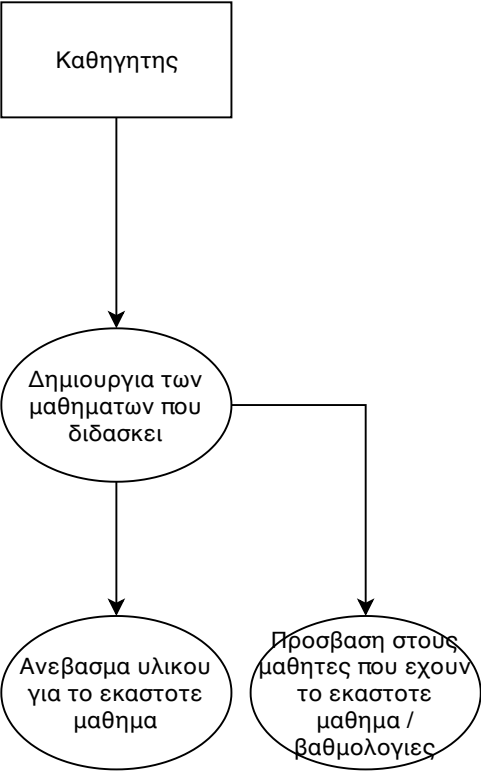 Καθηγητης
Δημιουργια των
μαθηματων που
διδασκει
Ανεβασμα υλικου
για το εκαστοτε
μαθημα
Προσβαση στους
μαθητες που εχουν
το εκαστοτε
μαθημα /
βαθμολογιες